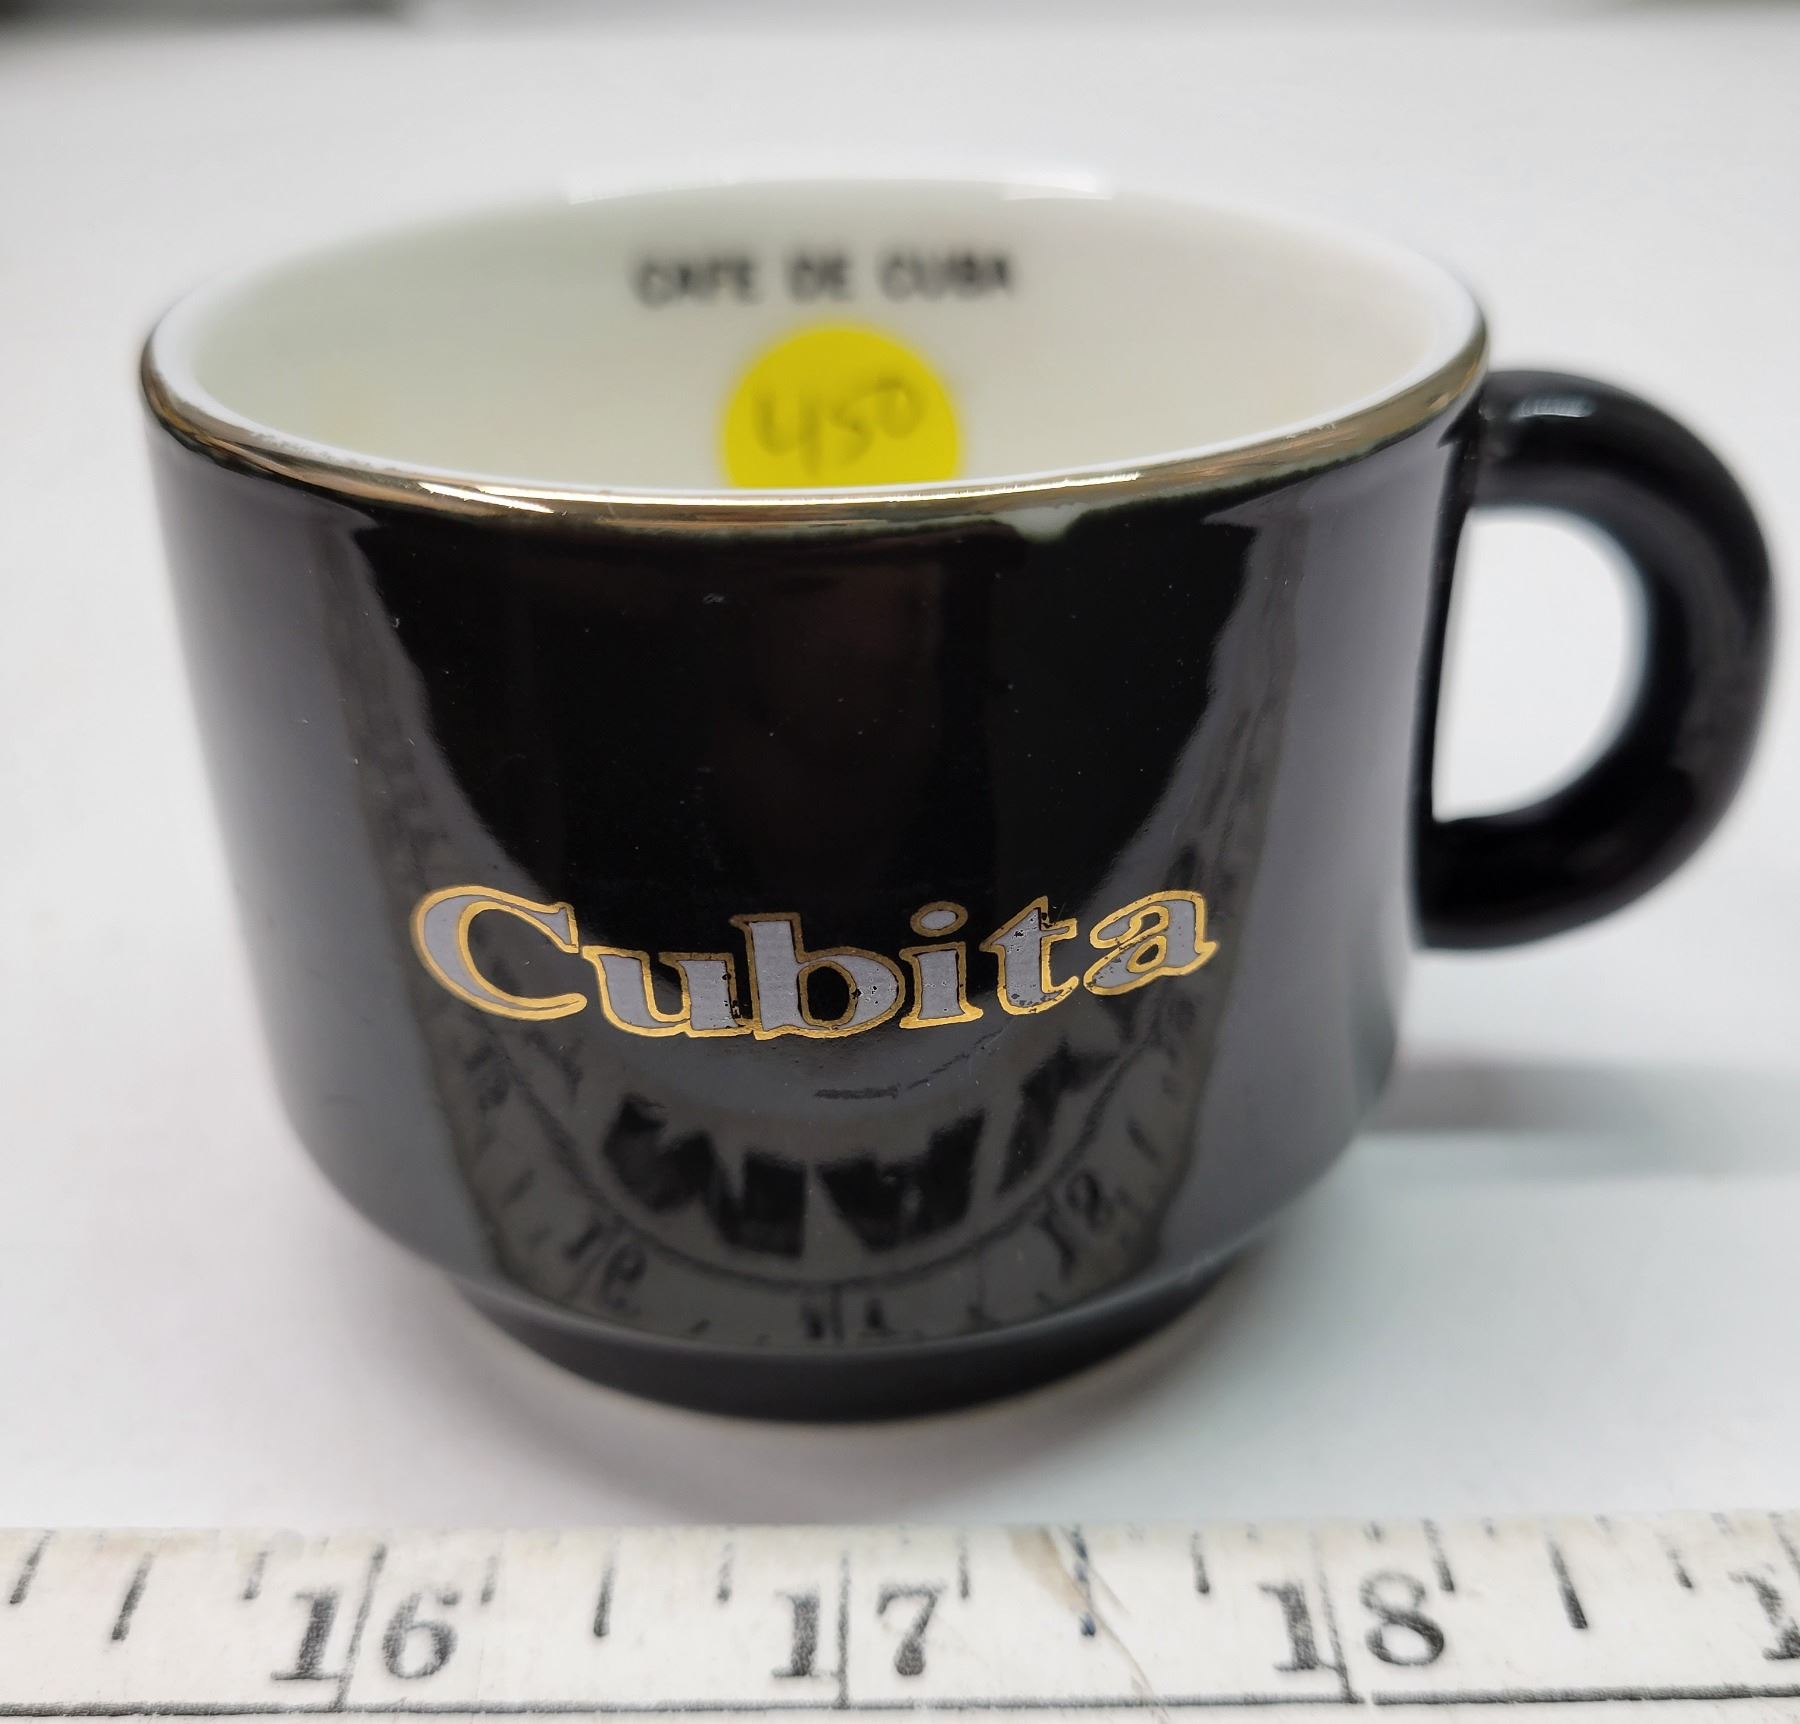 CAFE DE CUBA
450
Cubita
16 17 18